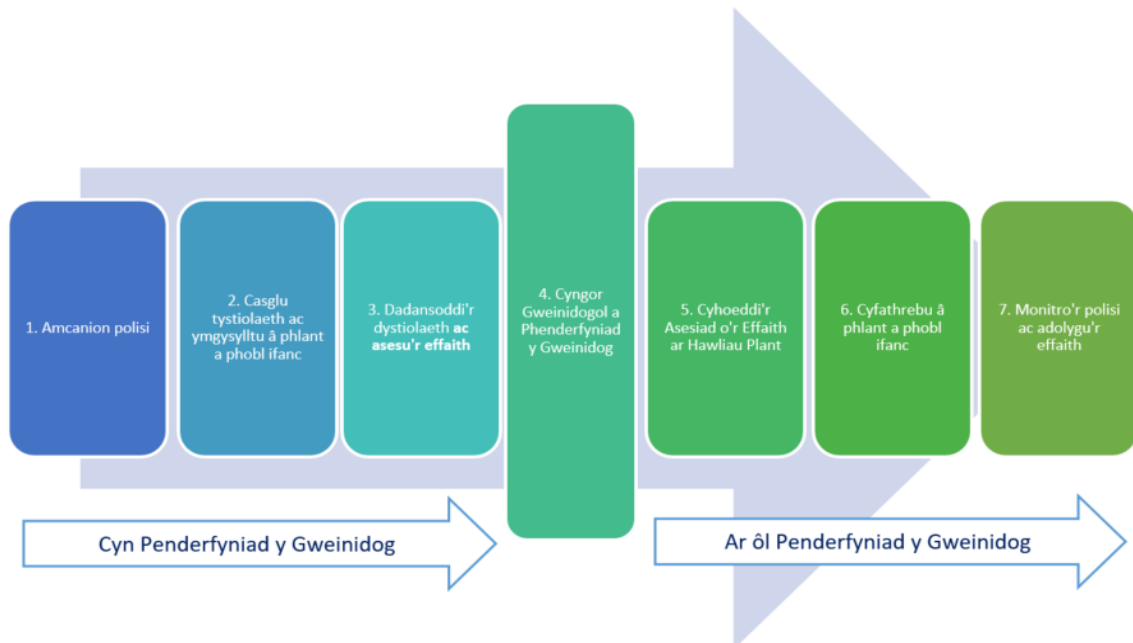 1. Amcanion polisi
2. Casglu
tystiolaeth ac
ymgysylltu â phlant
a phobl ifanc
3. Dadansoddi'r
dystiolaeth ac
asesu'r effaith
4. Cyngor
Gweinidogol a
Phenderfyniad
y Gweinidog
5. Cyhoeddi'r
Asesiad o'r Effaith
ar Hawliau Plant
6. Cyfathrebu â
phlant a phobl
ifanc
7. Monitro'r polisi
ac adolygu'r
effaith
Cyn Penderfyniad y Gweinidog
Ar ôl Penderfyniad y Gweinidog